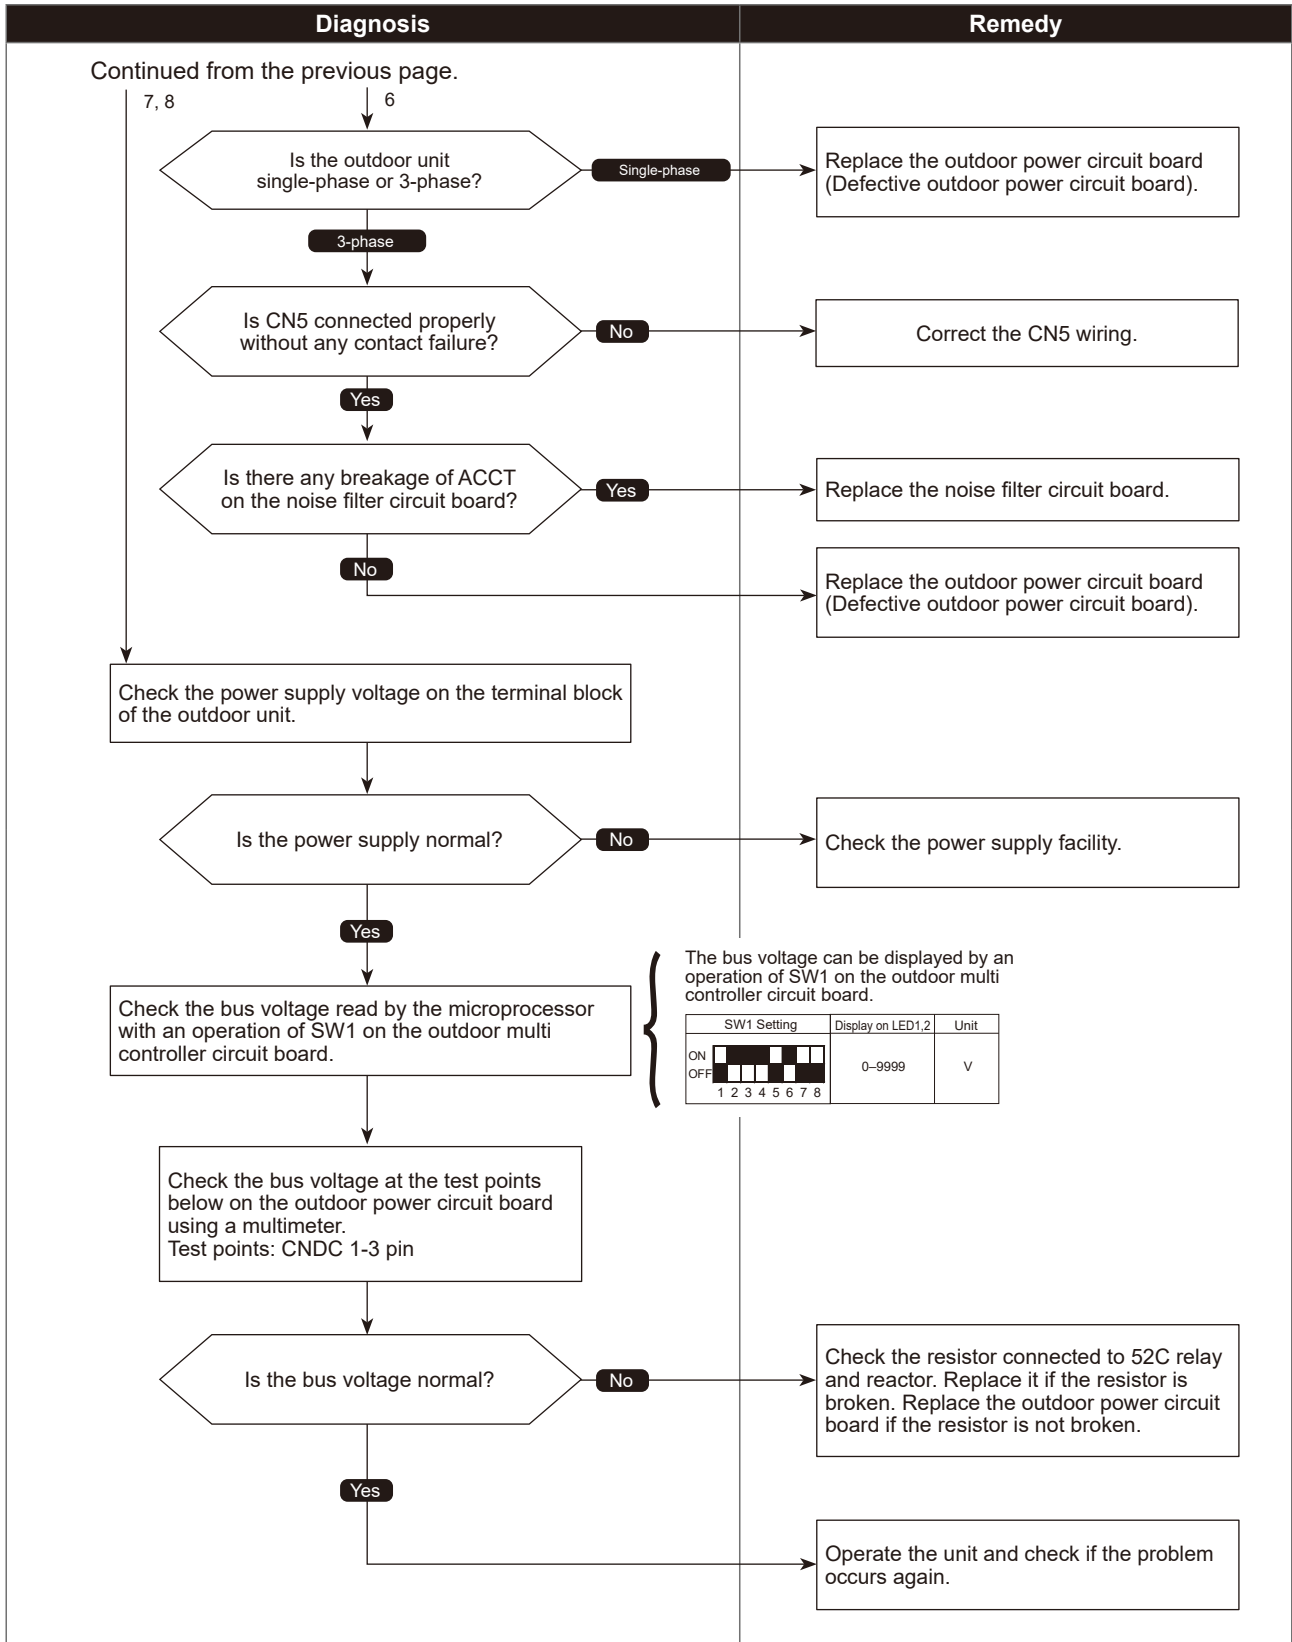 Diagnosis
Remedy
Continued from the previous page.
7, 8
6
Is the outdoor unit
single-phase or 3-phase?
Single-phase
Replace the outdoor power circuit board
(Defective outdoor power circuit board).
3-phase
Is CN5 connected properly
without any contact failure?
No
Correct the CN5 wiring.
Yes
Is there any breakage of ACCT
on the noise filter circuit board?
Yes
Replace the noise filter circuit board.
No
Replace the outdoor power circuit board
(Defective outdoor power circuit board).
Check the power supply voltage on the terminal block
of the outdoor unit.
Is the power supply normal?
No
Check the power supply facility.
Yes
Check the bus voltage read by the microprocessor
with an operation of SW1 on the outdoor multi
controller circuit board.
The bus voltage can be displayed by an
operation of SW1 on the outdoor multi
controller circuit board.
SW1 Setting
Display on LED1,2
Unit
ON
OFF
1 2 3 4 5 6 7 8
0–9999
V
Check the bus voltage at the test points
below on the outdoor power circuit board
using a multimeter.
Test points: CNDC 1-3 pin
Is the bus voltage normal?
No
Check the resistor connected to 52C relay
and reactor. Replace it if the resistor is
broken. Replace the outdoor power circuit
board if the resistor is not broken.
Yes
Operate the unit and check if the problem
occurs again.